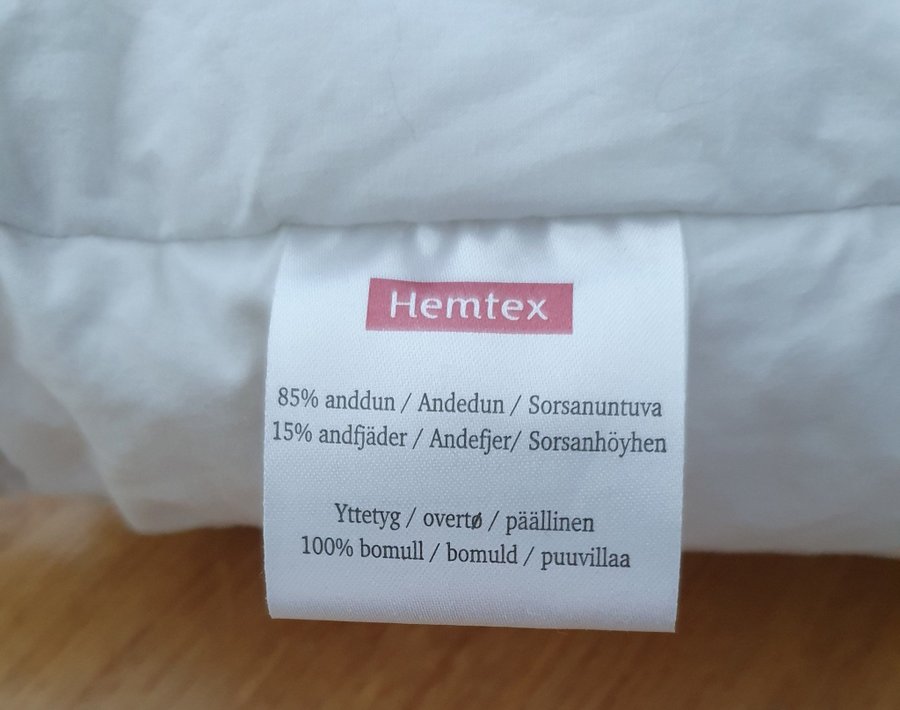 Hemtex
85% anddun / Andedun / Sorsanuntuva
15% andfjäder / Andefjer/ Sorsanhöyhen
Yttetyg / overtø / päällinen
100% bomull / bomuld / puuvillaa